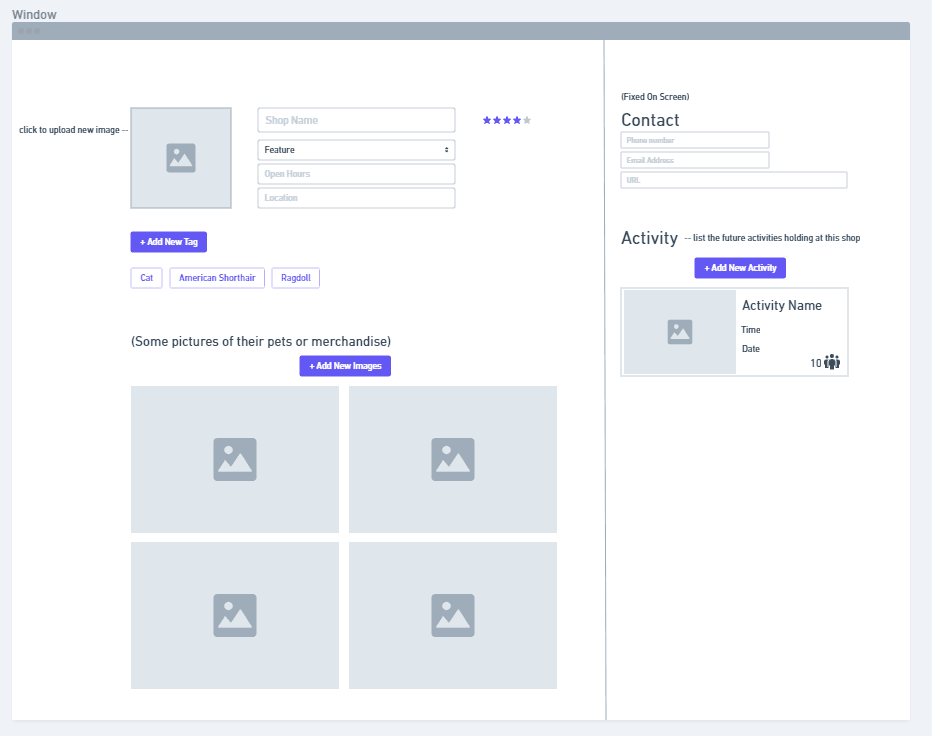 Window
click to upload new image --
Shop Name
Feature
Open Hours
Location
+ Add New Tag
Cat
American Shorthair
Ragdoll
(Some pictures of their pets or merchandise)
+ Add New Images
(Fixed On Screen)
Contact
Phone number
Email Address
URL
Activity -- list the future activities holding at this shop
+ Add New Activity
Activity Name
Time
Date
10